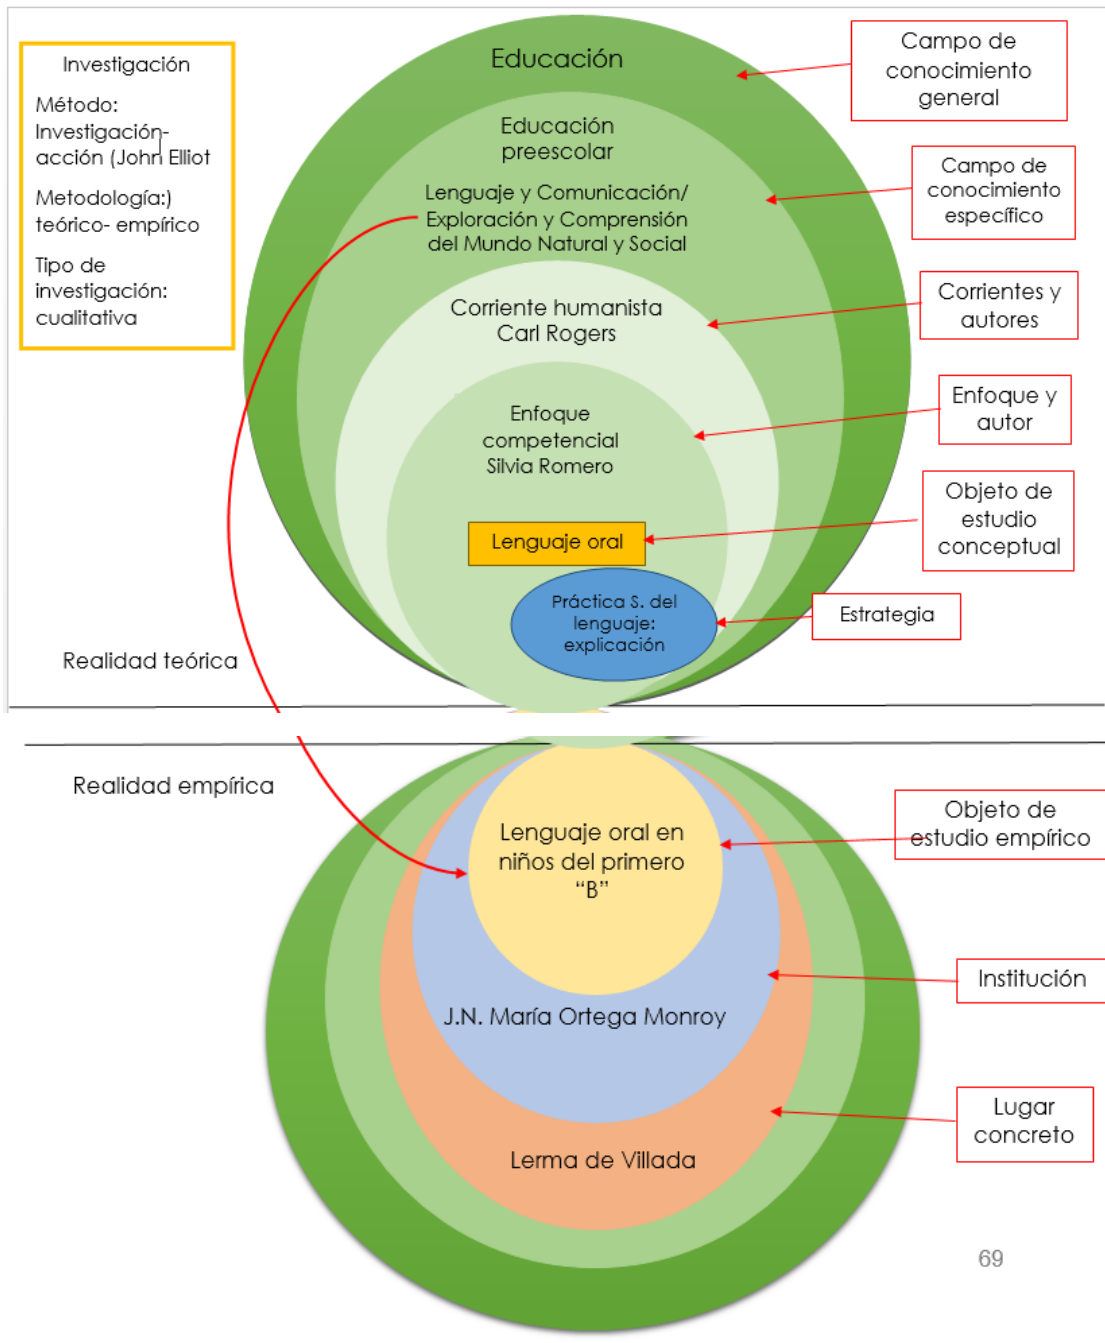 Investigación
Método:
Investigación-
acción (John Elliot
Metodología:)
teórico- empírico
Tipo de
investigación:
cualitativa
Educación
Campo de
conocimiento
general
Educación
preescolar
Lenguaje y Comunicación/
Exploración y Comprensión
del Mundo Natural y Social
Campo de
conocimiento
específico
Corriente humanista
Carl Rogers
Corrientes y
autores
Enfoque
competencial
Silvia Romero
Enfoque y
autor
Lenguaje oral
Objeto de
estudio
conceptual
Práctica S. del
lenguaje:
explicación
Estrategia
Realidad teórica
Realidad empírica
Lenguaje oral en
niños del primero
“B”
Objeto de
estudio empírico
J.N. María Ortega Monroy
Institución
Lerma de Villada
Lugar
concreto
69